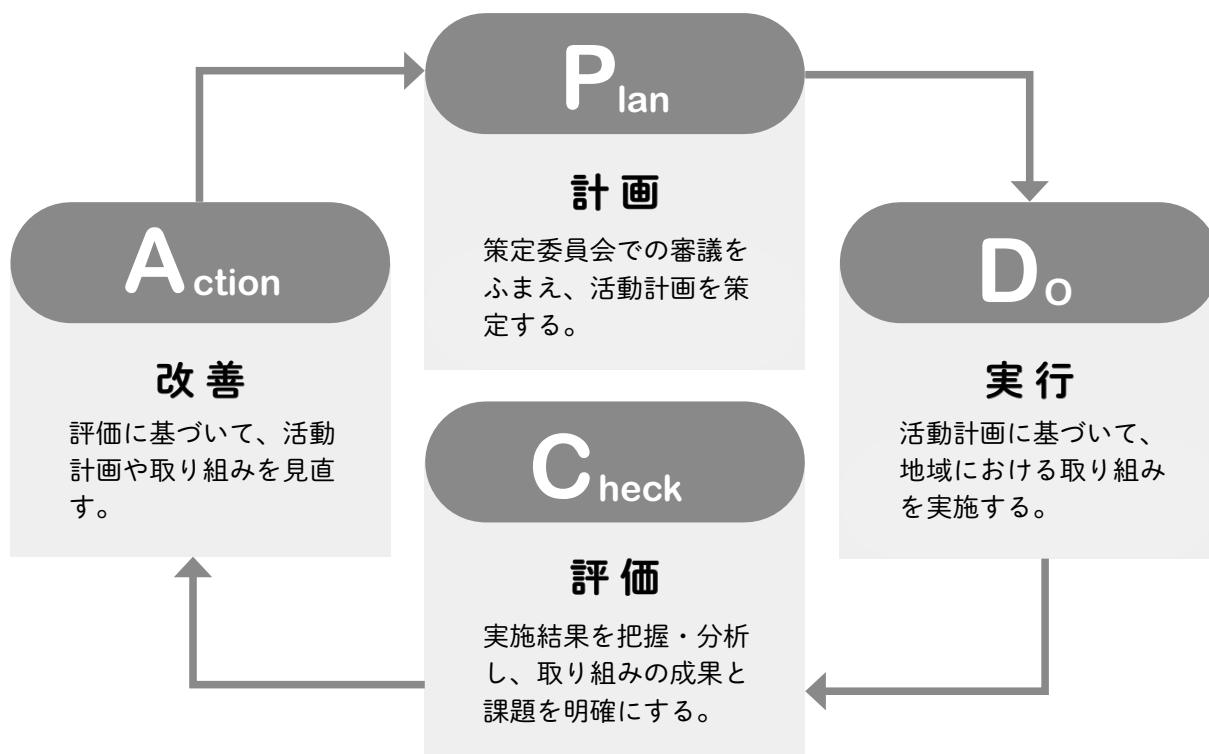 Plan
計画
策定委員会での審議を
ふまえ、活動計画を策
定する。
Do
実行
活動計画に基づいて、
地域における取り組み
を実施する。
Check
評価
実施結果を把握・分析
し、取り組みの成果と
課題を明確にする。
Action
改善
評価に基づいて、活動
計画や取り組みを見直
す。